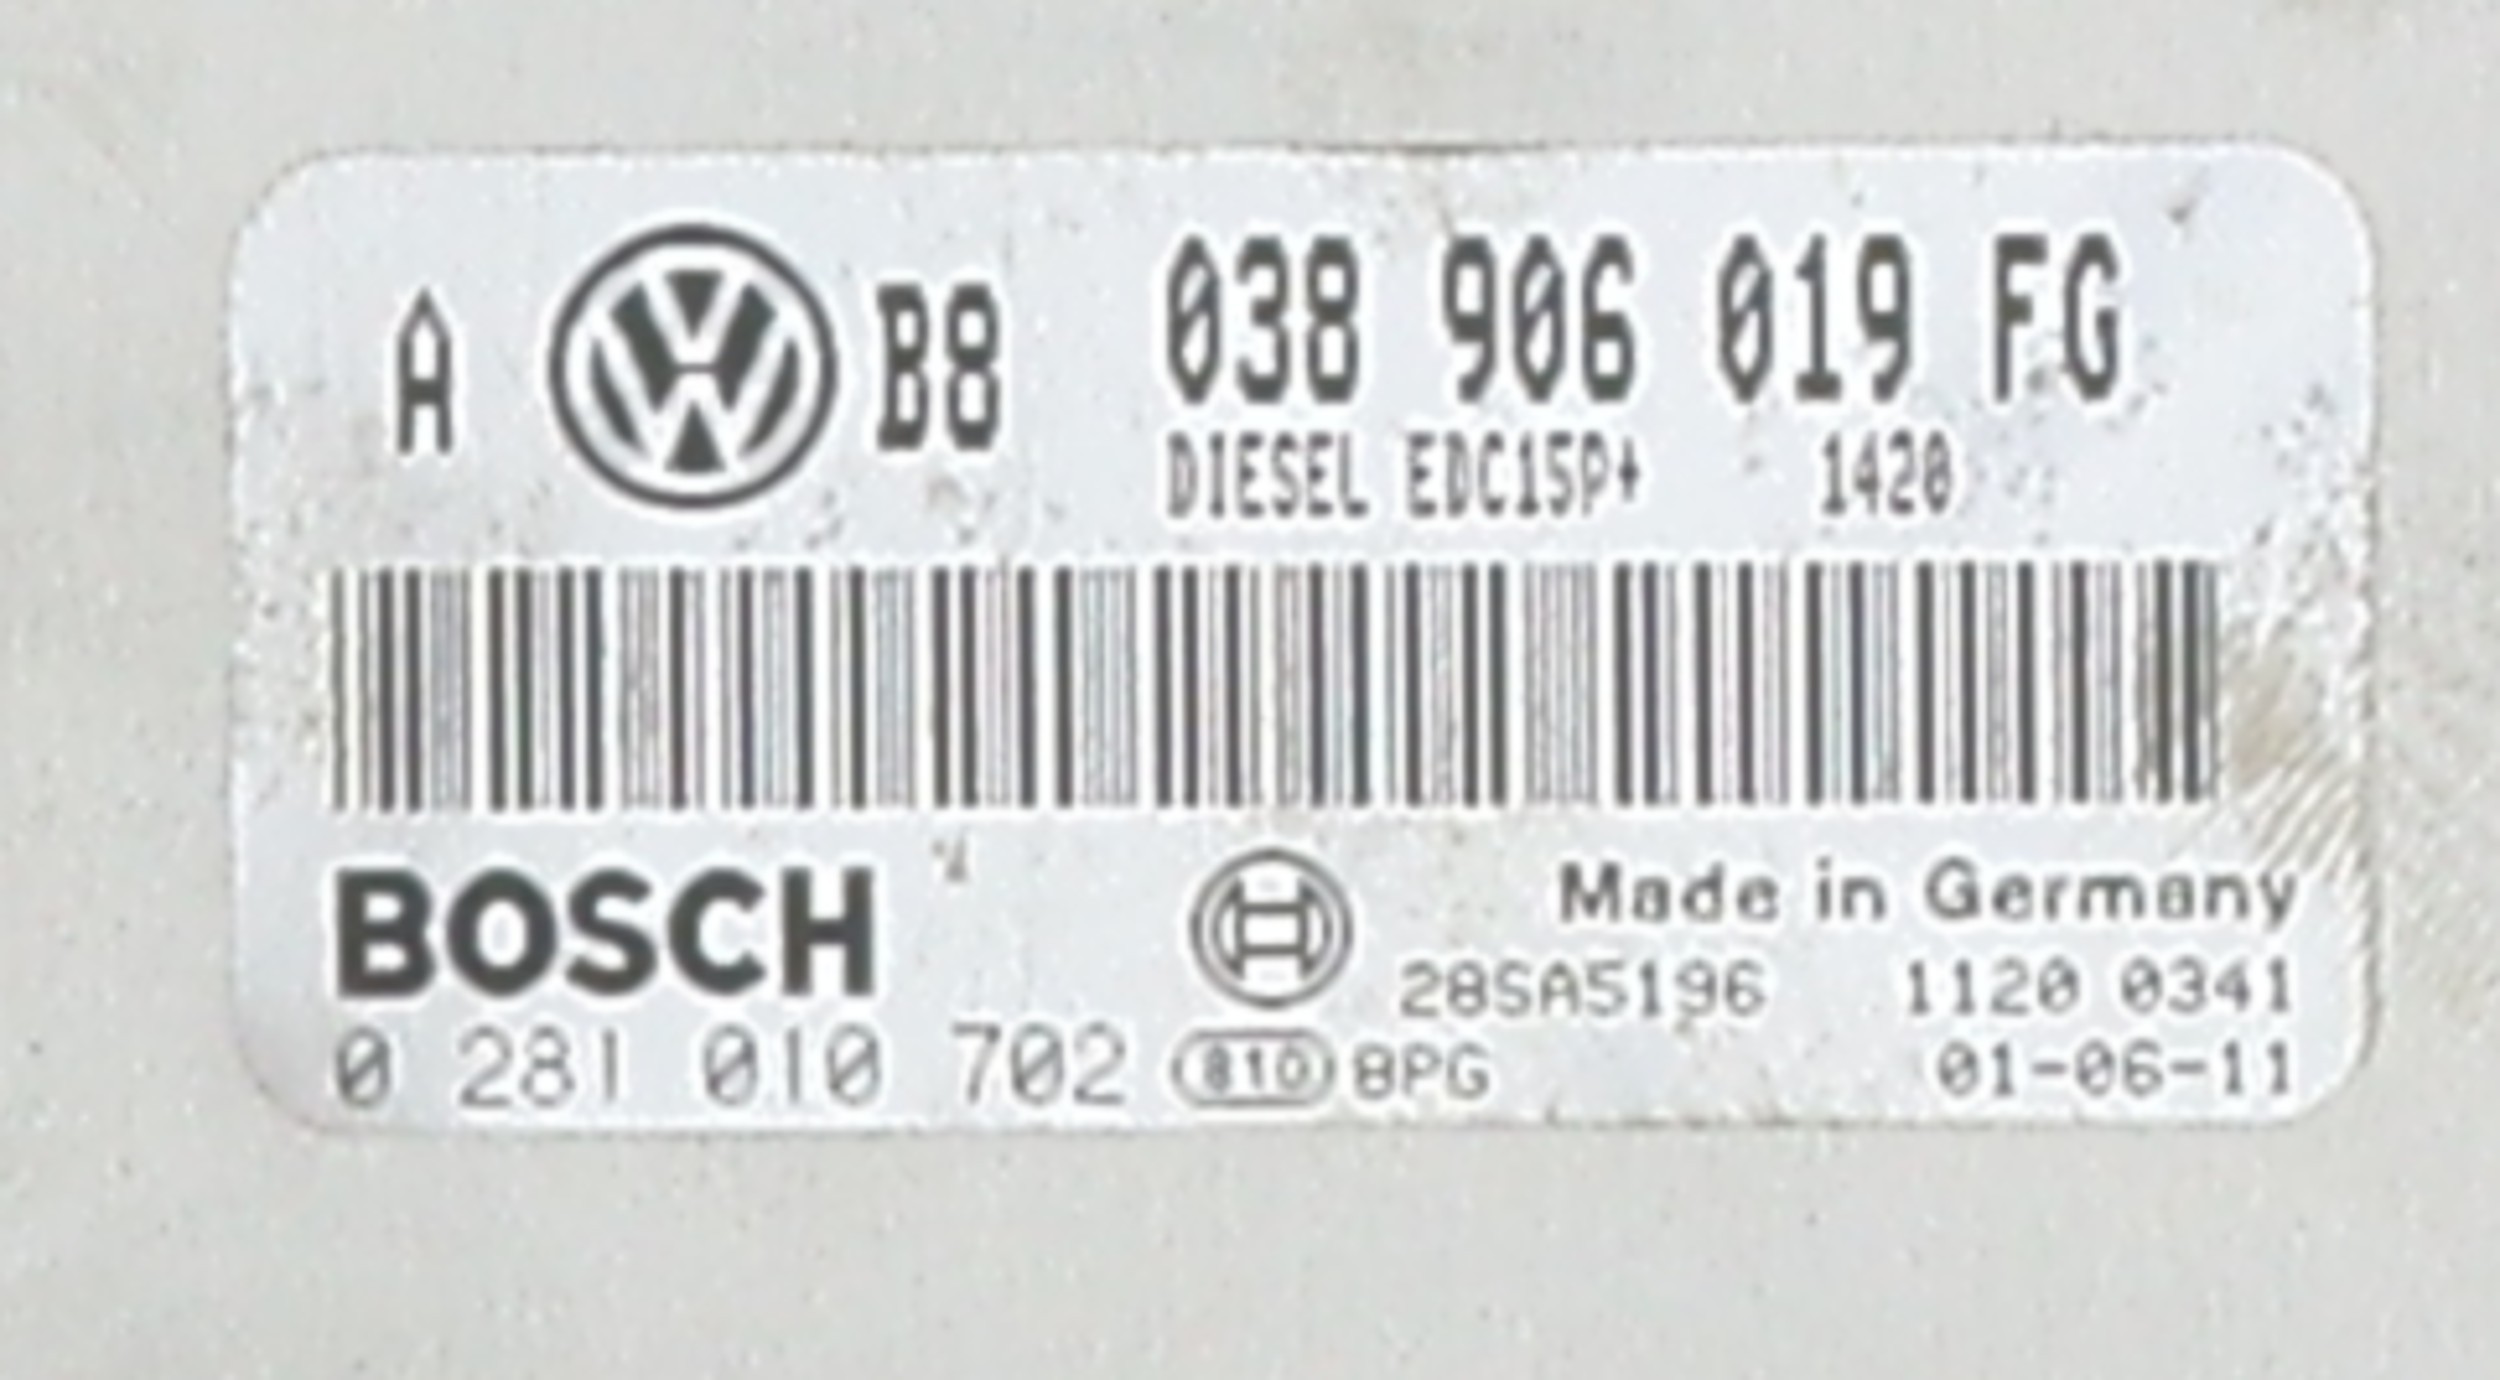 A B8 038 906 019 FG
DIESEL EDC15P+ 1420
BOSCH
Made in Germany
28SA5196 1120 0341
0 281 010 702 810 8PG 01-06-11